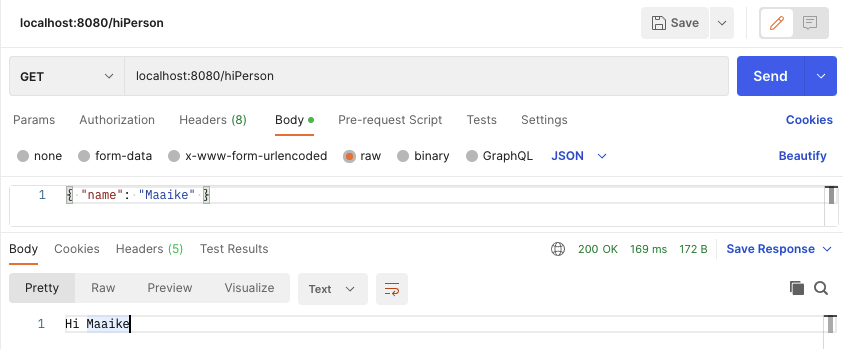 localhost:8080/hiPerson Save
GET localhost:8080/hiPerson Send
Params Authorization Headers (8) Body Pre-request Script Tests Settings Cookies
none form-data x-www-form-urlencoded raw binary GraphQL JSON Beautify
1 { "name": "Maaike" }
Body Cookies Headers (5) Test Results 200 OK 169 ms 172 B Save Response
Pretty Raw Preview Visualize Text
1 Hi Maaike